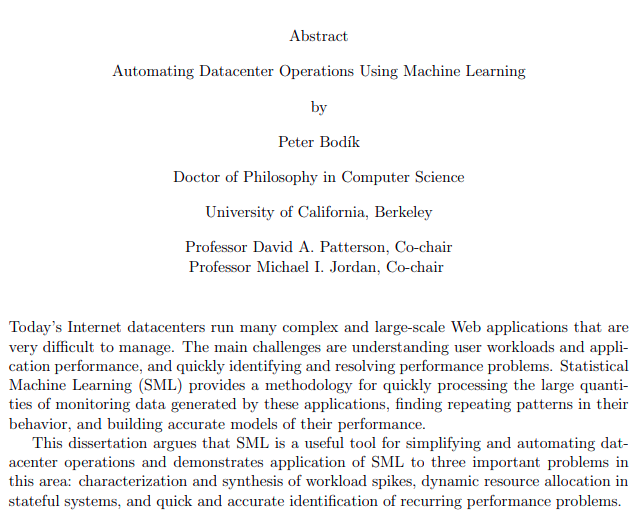 Abstract
Automating Datacenter Operations Using Machine Learning
by
Peter Bodík
Doctor of Philosophy in Computer Science
University of California, Berkeley
Professor David A. Patterson, Co-chair
Professor Michael I. Jordan, Co-chair
Today's Internet datacenters run many complex and large-scale Web applications that are
very difficult to manage. The main challenges are understanding user workloads and appli-
cation performance, and quickly identifying and resolving performance problems. Statistical
Machine Learning (SML) provides a methodology for quickly processing the large quanti-
ties of monitoring data generated by these applications, finding repeating patterns in their
behavior, and building accurate models of their performance.
This dissertation argues that SML is a useful tool for simplifying and automating dat-
acenter operations and demonstrates application of SML to three important problems in
this area: characterization and synthesis of workload spikes, dynamic resource allocation in
stateful systems, and quick and accurate identification of recurring performance problems.